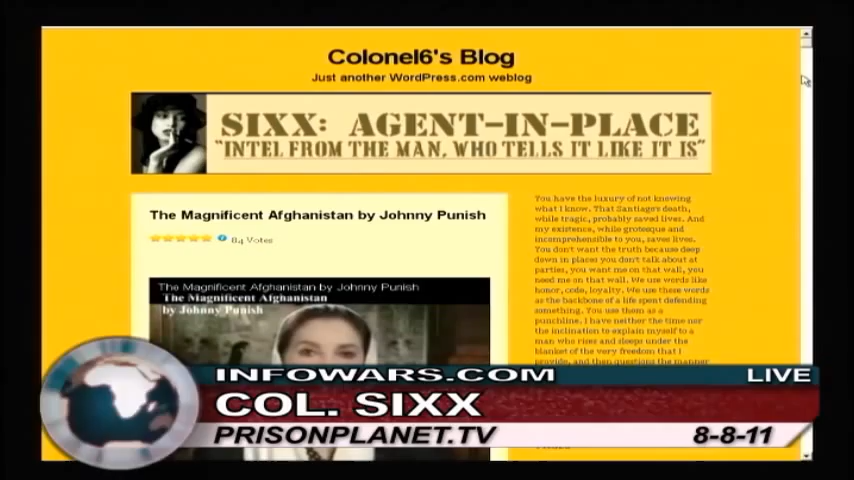 Colonel6's Blog
Just another WordPress.com weblog
SIXX: AGENT-IN-PLACE
"INTEL FROM THE MAN, WHO TELLS IT LIKE IT IS"
The Magnificent Afghanistan by Johnny Punish
84 Votes
The Magnificent Afghanistan by Johnny Punish
The Magnificent Afghanistan
by Johnny Punish
You have the luxury of not knowing
what I know. That Santiago's death,
while tragic, probably saved lives. And
my existence, while grotesque and
incomprehensible to you, saves lives.
You don't want the truth because deep
down in places you don't talk about at
parties, you want me on that wall, you
need me on that wall. We use words like
honor, code, loyalty. We use these words
as the backbone of a life spent defending
something. You use them as a
punchline. I have neither the time nor
the inclination to explain myself to a
man who rises and sleeps under the
blanket of the very freedom that I
provide, and then questions the manner
INFOWARS.COM
LIVE
COL. SIXX
PRISONPLANET.TV
8-8-11